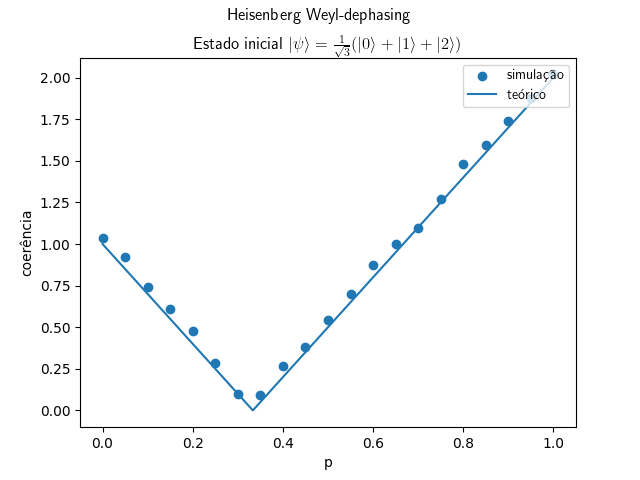 Heisenberg Weyl-dephasing
Estado inicial |ψ⟩ = 1/√3(|0⟩ + |1⟩ + |2⟩)
simulação
teórico
2.00
1.75
1.50
1.25
1.00
0.75
0.50
0.25
0.00
coerência
0.0 0.2 0.4 0.6 0.8 1.0
p